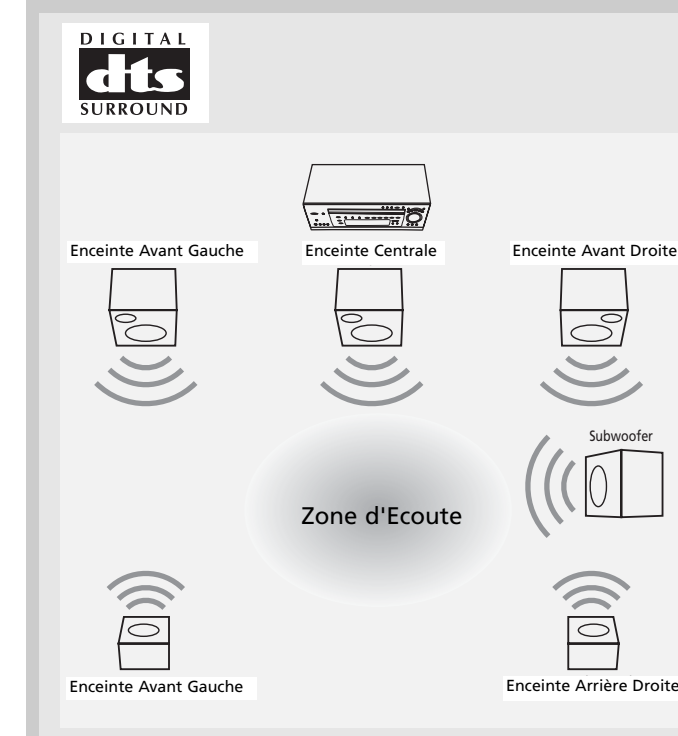 DIGITAL
dts
SURROUND
Enceinte Avant Gauche
Enceinte Centrale
Enceinte Avant Droite
Subwoofer
Zone d'Ecoute
Enceinte Avant Gauche
Enceinte Arrière Droite